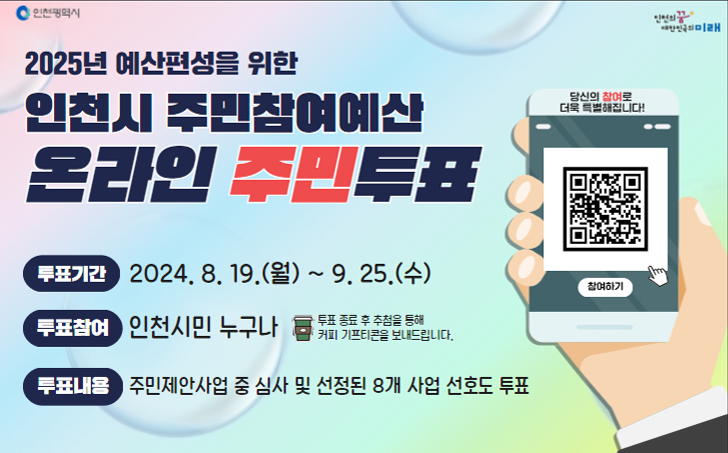 인천광역시
인천의 꿈
대한민국의 미래
2025년 예산편성을 위한
인천시 주민참여예산
온라인 주민투표
당신의 참여로
더욱 특별해집니다!
참여하기
투표기간 2024. 8. 19.(월) ~ 9. 25.(수)
투표참여 인천시민 누구나
투표 종료 후 추첨을 통해
커피 기프티콘을 보내드립니다.
투표내용 주민제안사업 중 심사 및 선정된 8개 사업 선호도 투표